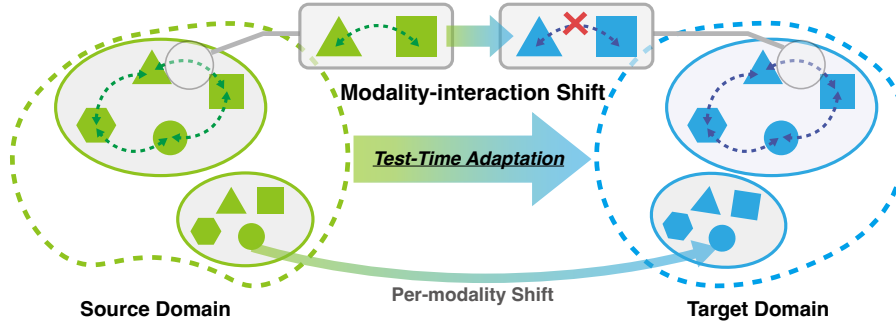 Modality-interaction Shift
Test-Time Adaptation
Per-modality Shift
Source Domain
Target Domain